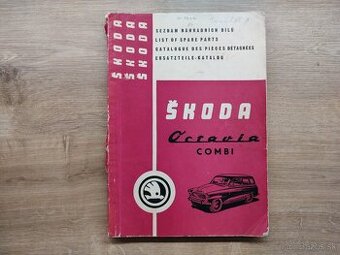 ŠKODA
ŠKODA
ŠKODA
SEZNAM NÁHRADNÍCH DÍLŮ
LIST OF SPARE PARTS
CATALOGUE DES PIÈCES DÉTACHÉES
ERSATZTEILE-KATALOG
ŠKODA
Octavia
COMBI